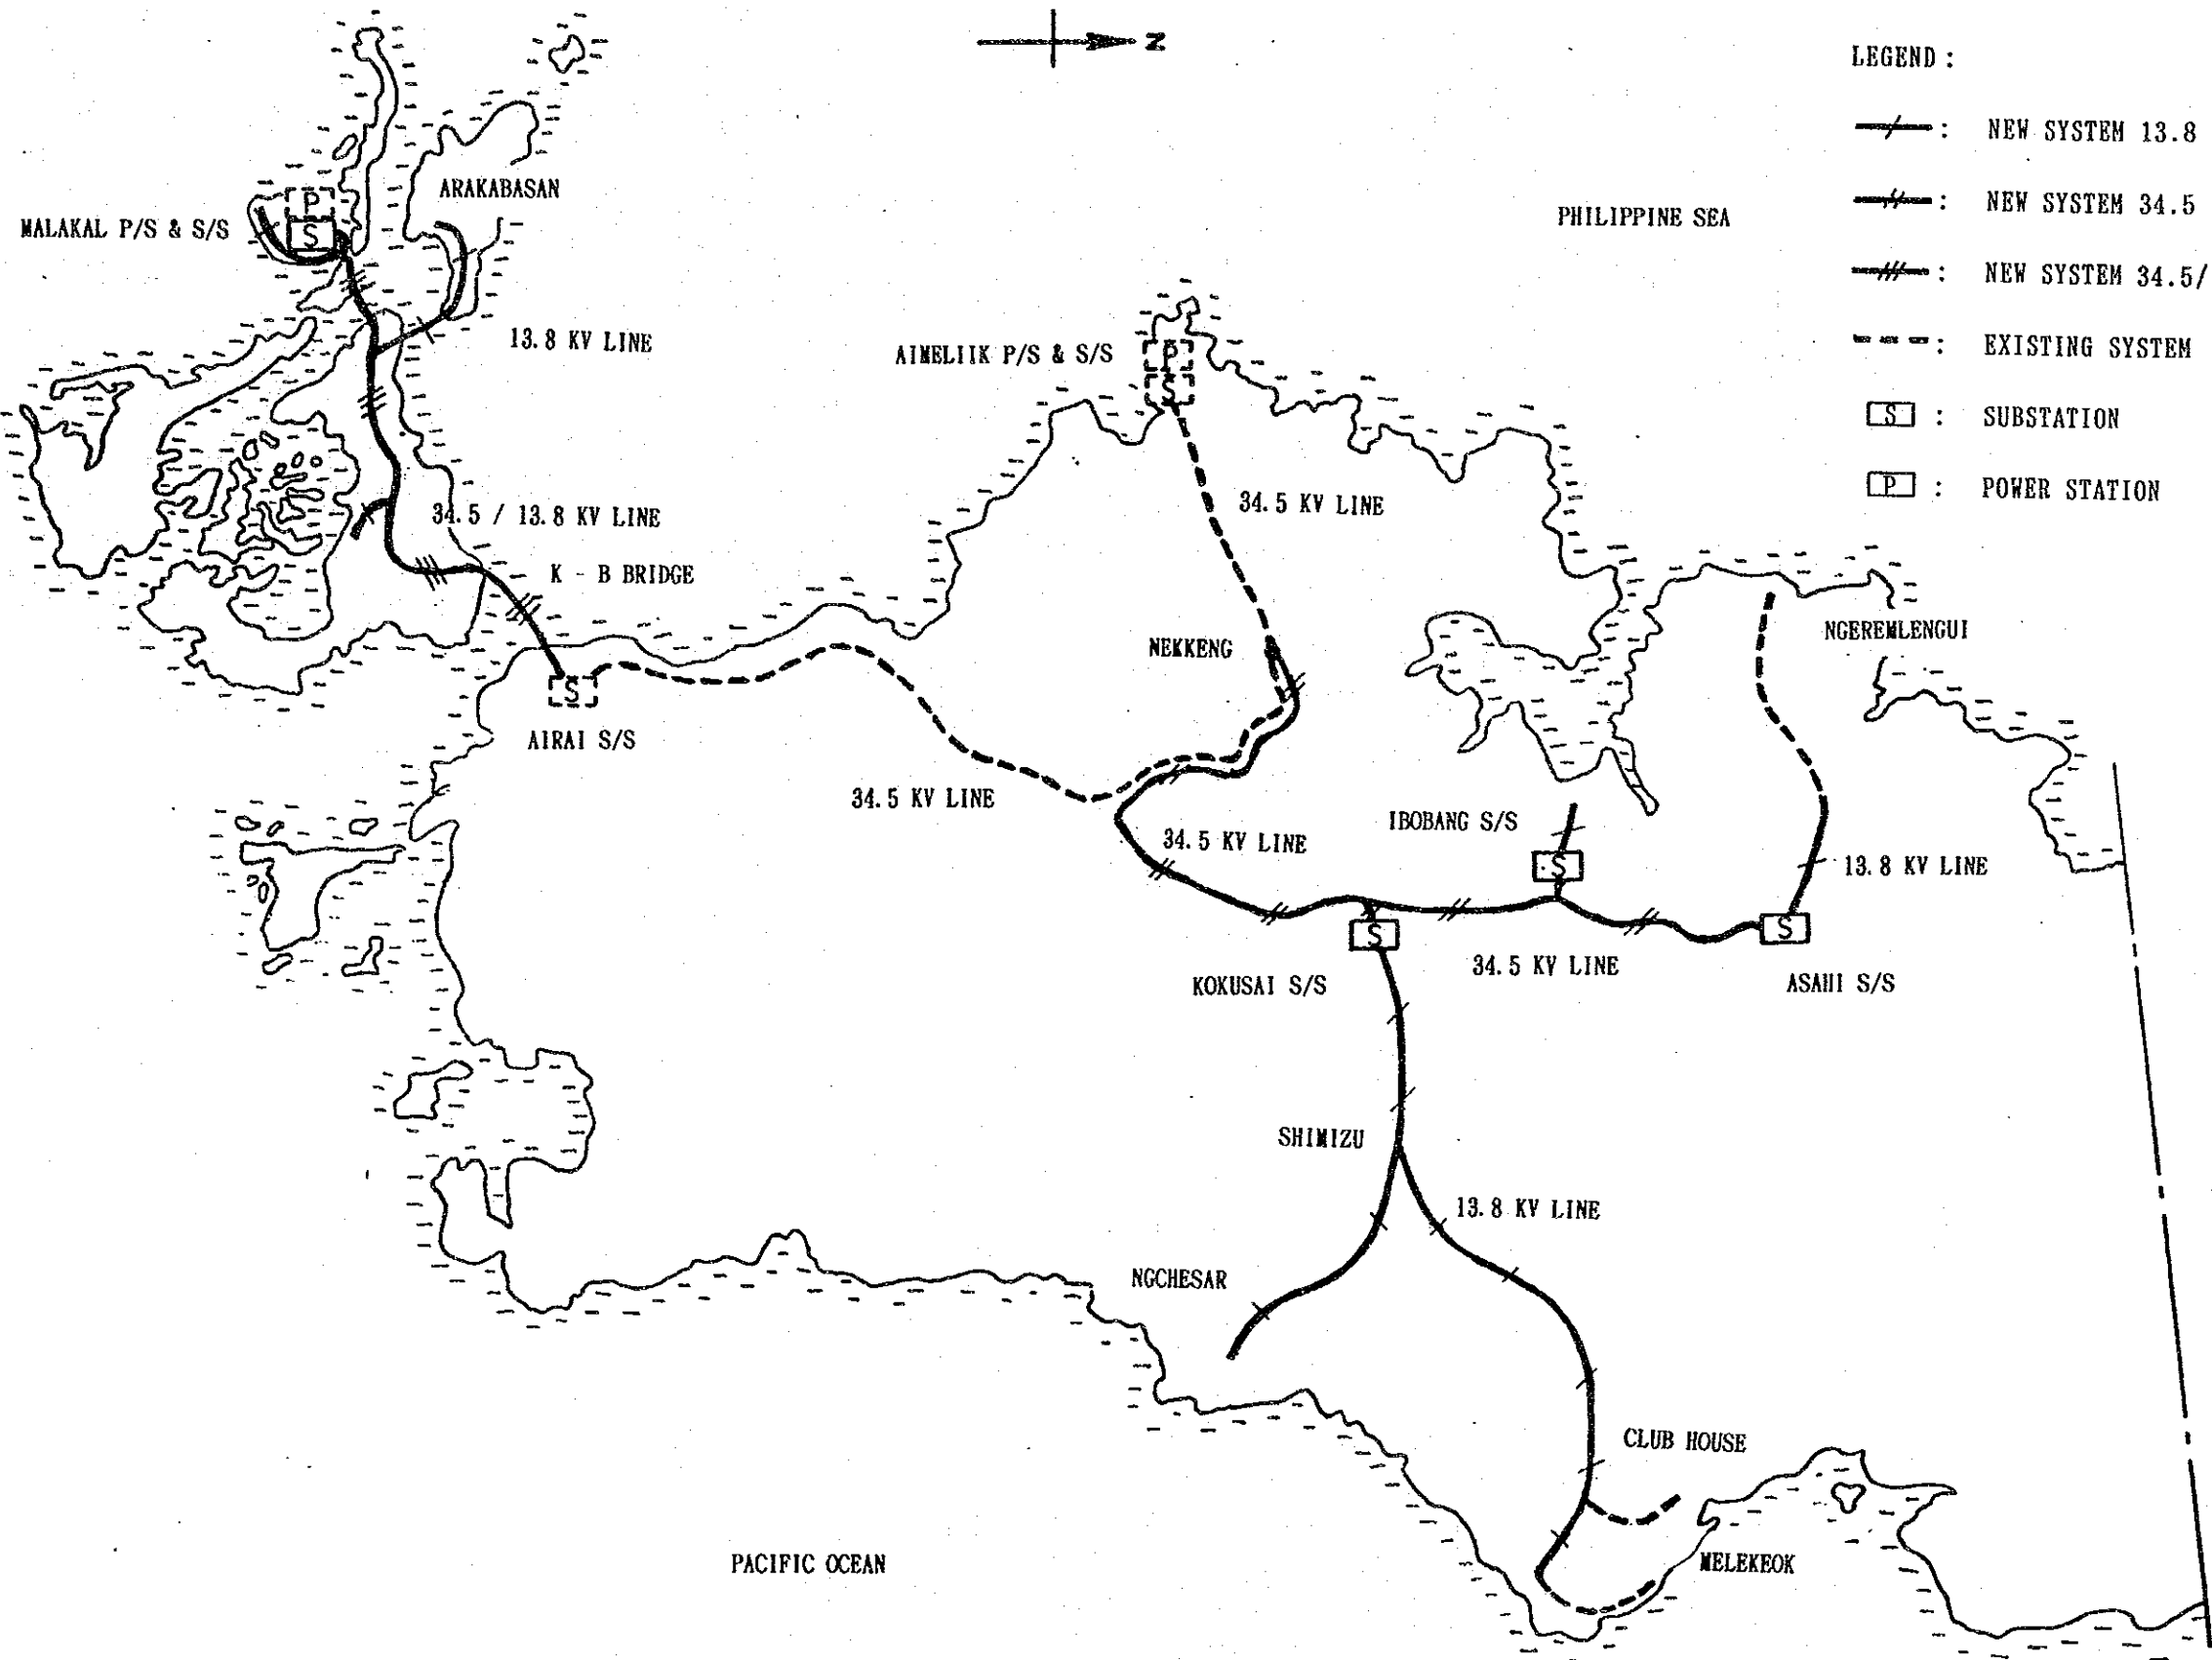 N
LEGEND :
: NEW SYSTEM 13.8
: NEW SYSTEM 34.5
: NEW SYSTEM 34.5/
: EXISTING SYSTEM
S : SUBSTATION
P : POWER STATION
PHILIPPINE SEA
ARAKABASAN
MALAKAL P/S & S/S
P
S
13.8 KV LINE
AIMELIIK P/S & S/S
P
S
34.5 KV LINE
34.5 / 13.8 KV LINE
K - B BRIDGE
NEKKENG
NGEREMLENGUI
S
AIRAI S/S
34.5 KV LINE
34.5 KV LINE
IBOBANG S/S
S
13.8 KV LINE
S
KOKUSAI S/S
34.5 KV LINE
S
ASAHI S/S
SHIMIZU
13.8 KV LINE
NGCHESAR
CLUB HOUSE
MELEKEOK
PACIFIC OCEAN